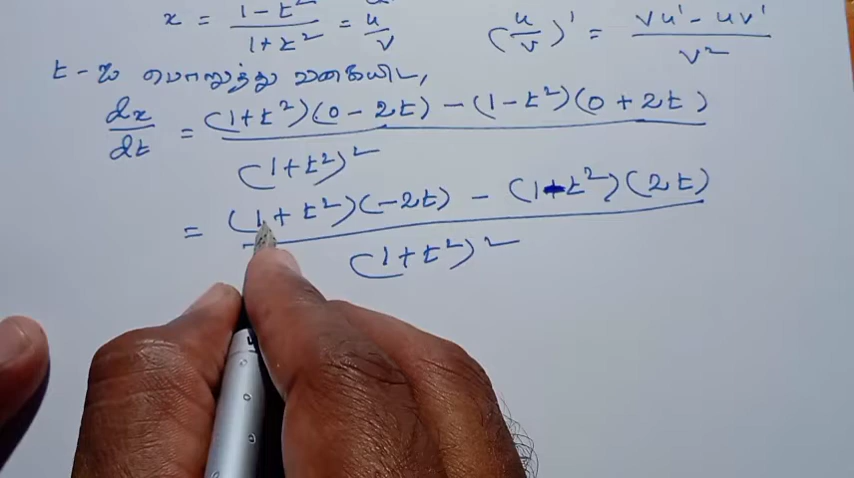 x = 1 - t² / 1 + t² = u / v (u/v)' = vu' - uv' / v²
t - ஐ பொறுத்து வகையிட,
dx/dt = (1+t²)(0 - 2t) - (1 - t²)(0 + 2t) / (1+t²)²
= (1 + t²)(-2t) - (1-t²)(2t) / (1+t²)²